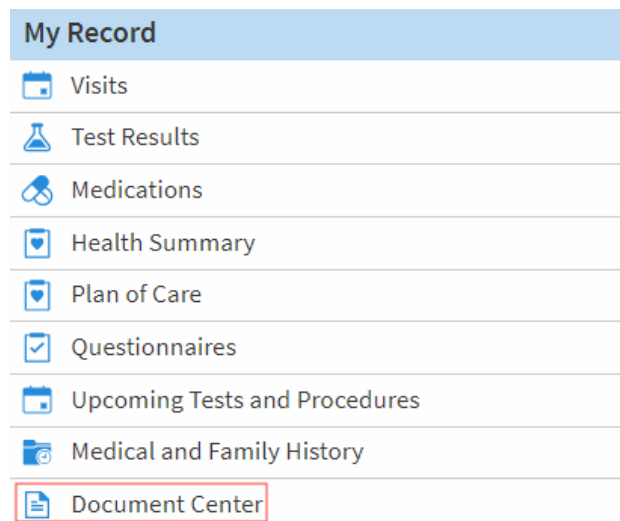 My Record
Visits
Test Results
Medications
Health Summary
Plan of Care
Questionnaires
Upcoming Tests and Procedures
Medical and Family History
Document Center